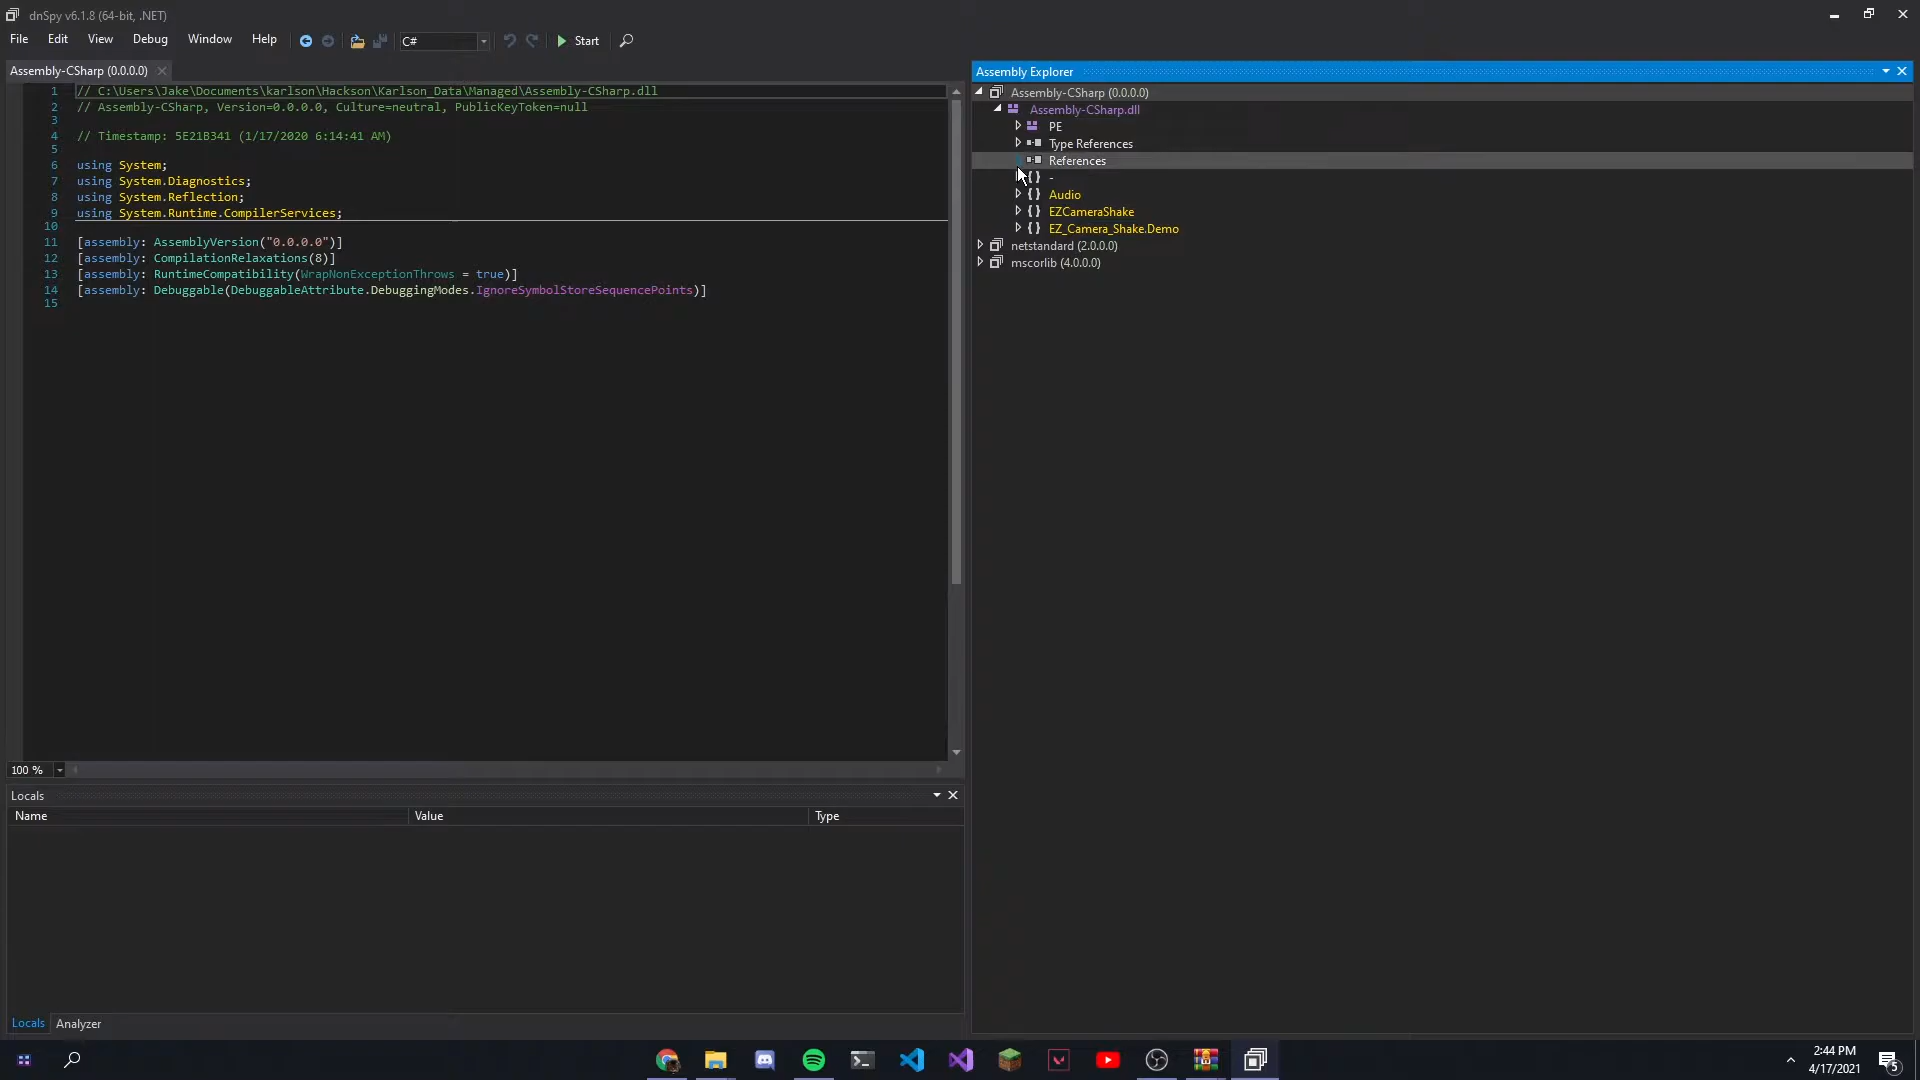 dnSpy v6.1.8 (64-bit, .NET)
File Edit View Debug Window Help C# Start
Assembly-CSharp (0.0.0.0)
1 // C:\Users\Jake\Documents\karlson\Hackson\Karlson_Data\Managed\Assembly-CSharp.dll
2 // Assembly-CSharp, Version=0.0.0.0, Culture=neutral, PublicKeyToken=null
3
4 // Timestamp: 5E21B341 (1/17/2020 6:14:41 AM)
5
6 using System;
7 using System.Diagnostics;
8 using System.Reflection;
9 using System.Runtime.CompilerServices;
10
11 [assembly: AssemblyVersion("0.0.0.0")]
12 [assembly: CompilationRelaxations(8)]
13 [assembly: RuntimeCompatibility(WrapNonExceptionThrows = true)]
14 [assembly: Debuggable(DebuggableAttribute.DebuggingModes.IgnoreSymbolStoreSequencePoints)]
15
100 %
Locals
Name Value Type
Locals Analyzer
Assembly Explorer
Assembly-CSharp (0.0.0.0)
Assembly-CSharp.dll
PE
Type References
References
{ } -
{ } Audio
{ } EZCameraShake
{ } EZ_Camera_Shake.Demo
netstandard (2.0.0.0)
mscorlib (4.0.0.0)
2:44 PM
4/17/2021
5